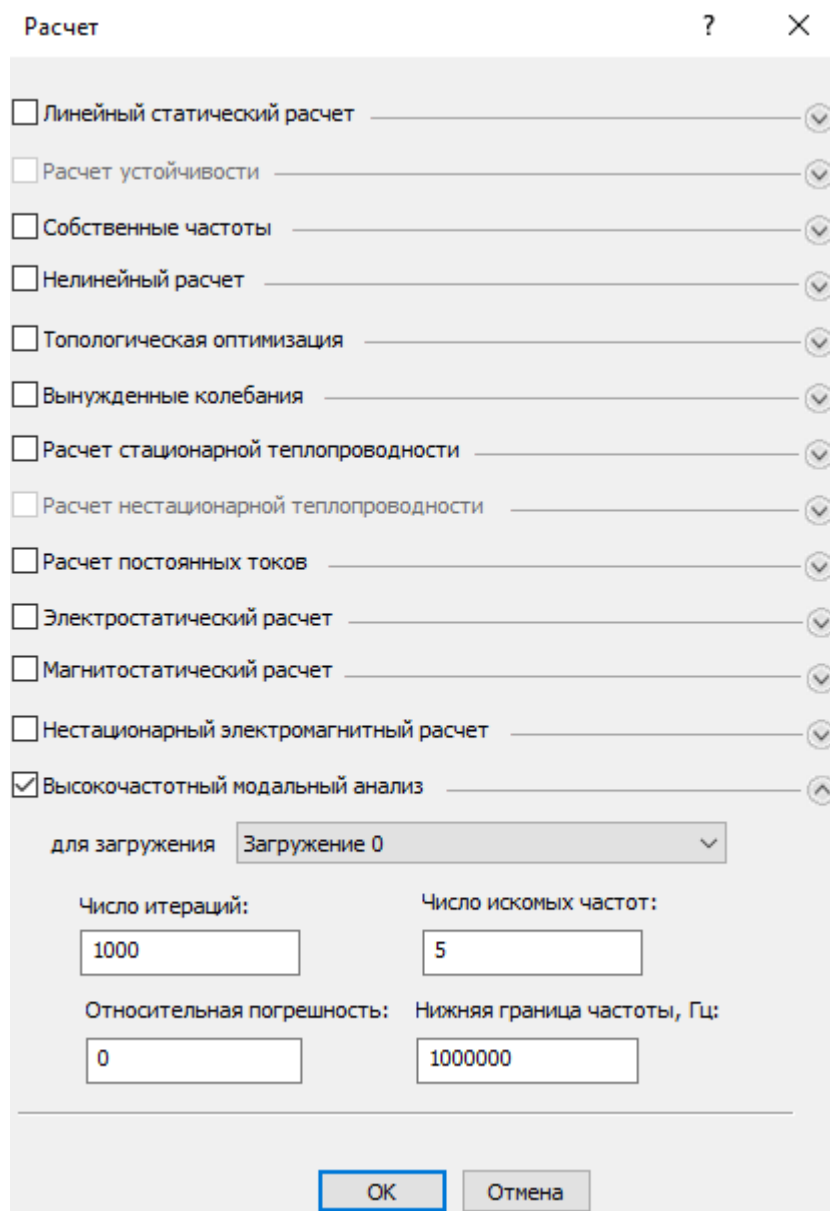 Расчет
?
Линейный статический расчет
Расчет устойчивости
Собственные частоты
Нелинейный расчет
Топологическая оптимизация
Вынужденные колебания
Расчет стационарной теплопроводности
Расчет нестационарной теплопроводности
Расчет постоянных токов
Электростатический расчет
Магнитостатический расчет
Нестационарный электромагнитный расчет
Высокочастотный модальный анализ
для загружения Загружение 0
Число итераций: Число искомых частот:
1000 5
Относительная погрешность: Нижняя граница частоты, Гц:
0 1000000
ОК Отмена